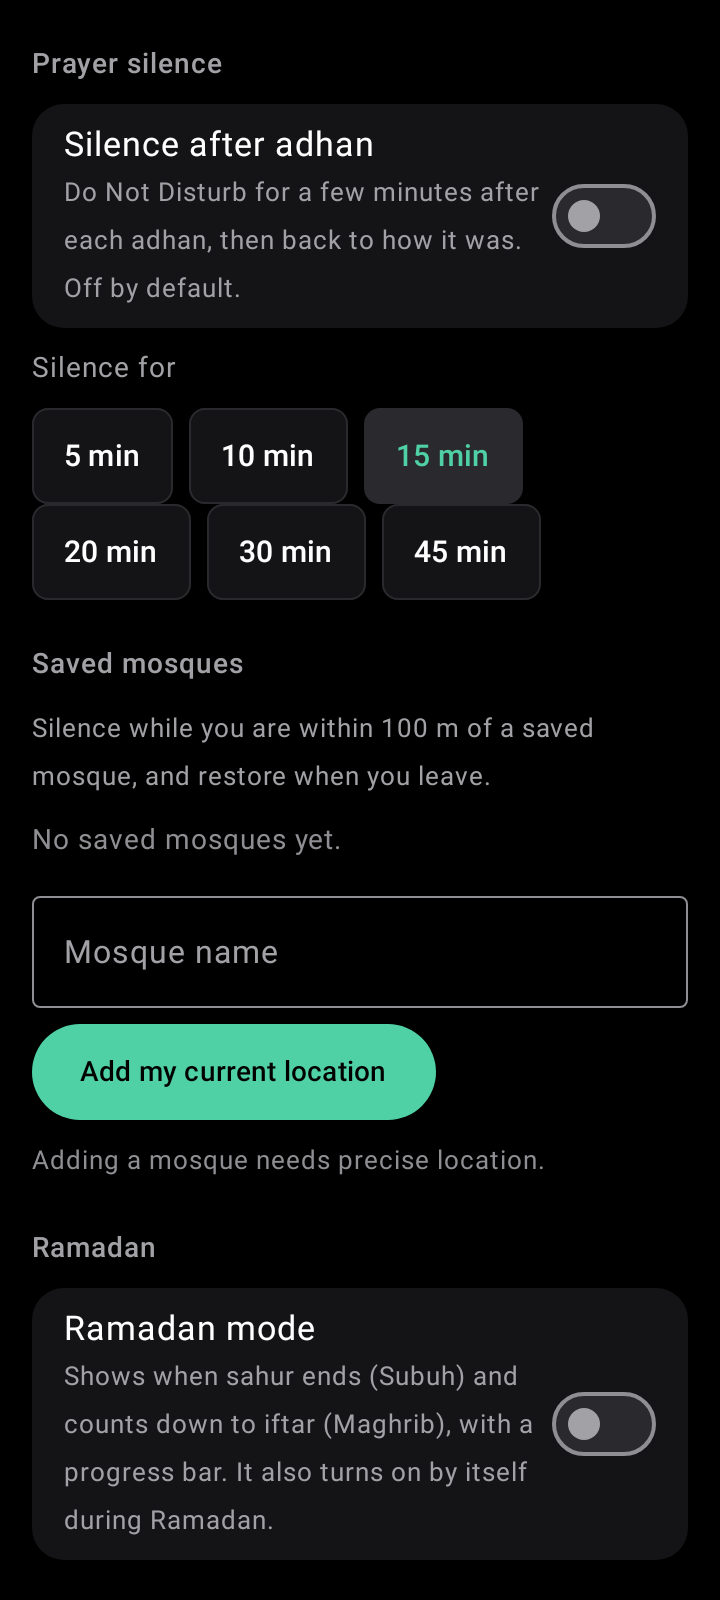 Prayer silence
Silence after adhan
Do Not Disturb for a few minutes after
each adhan, then back to how it was.
Off by default.
Silence for
5 min 10 min 15 min
20 min 30 min 45 min
Saved mosques
Silence while you are within 100 m of a saved
mosque, and restore when you leave.
No saved mosques yet.
Mosque name
Add my current location
Adding a mosque needs precise location.
Ramadan
Ramadan mode
Shows when sahur ends (Subuh) and
counts down to iftar (Maghrib), with a
progress bar. It also turns on by itself
during Ramadan.